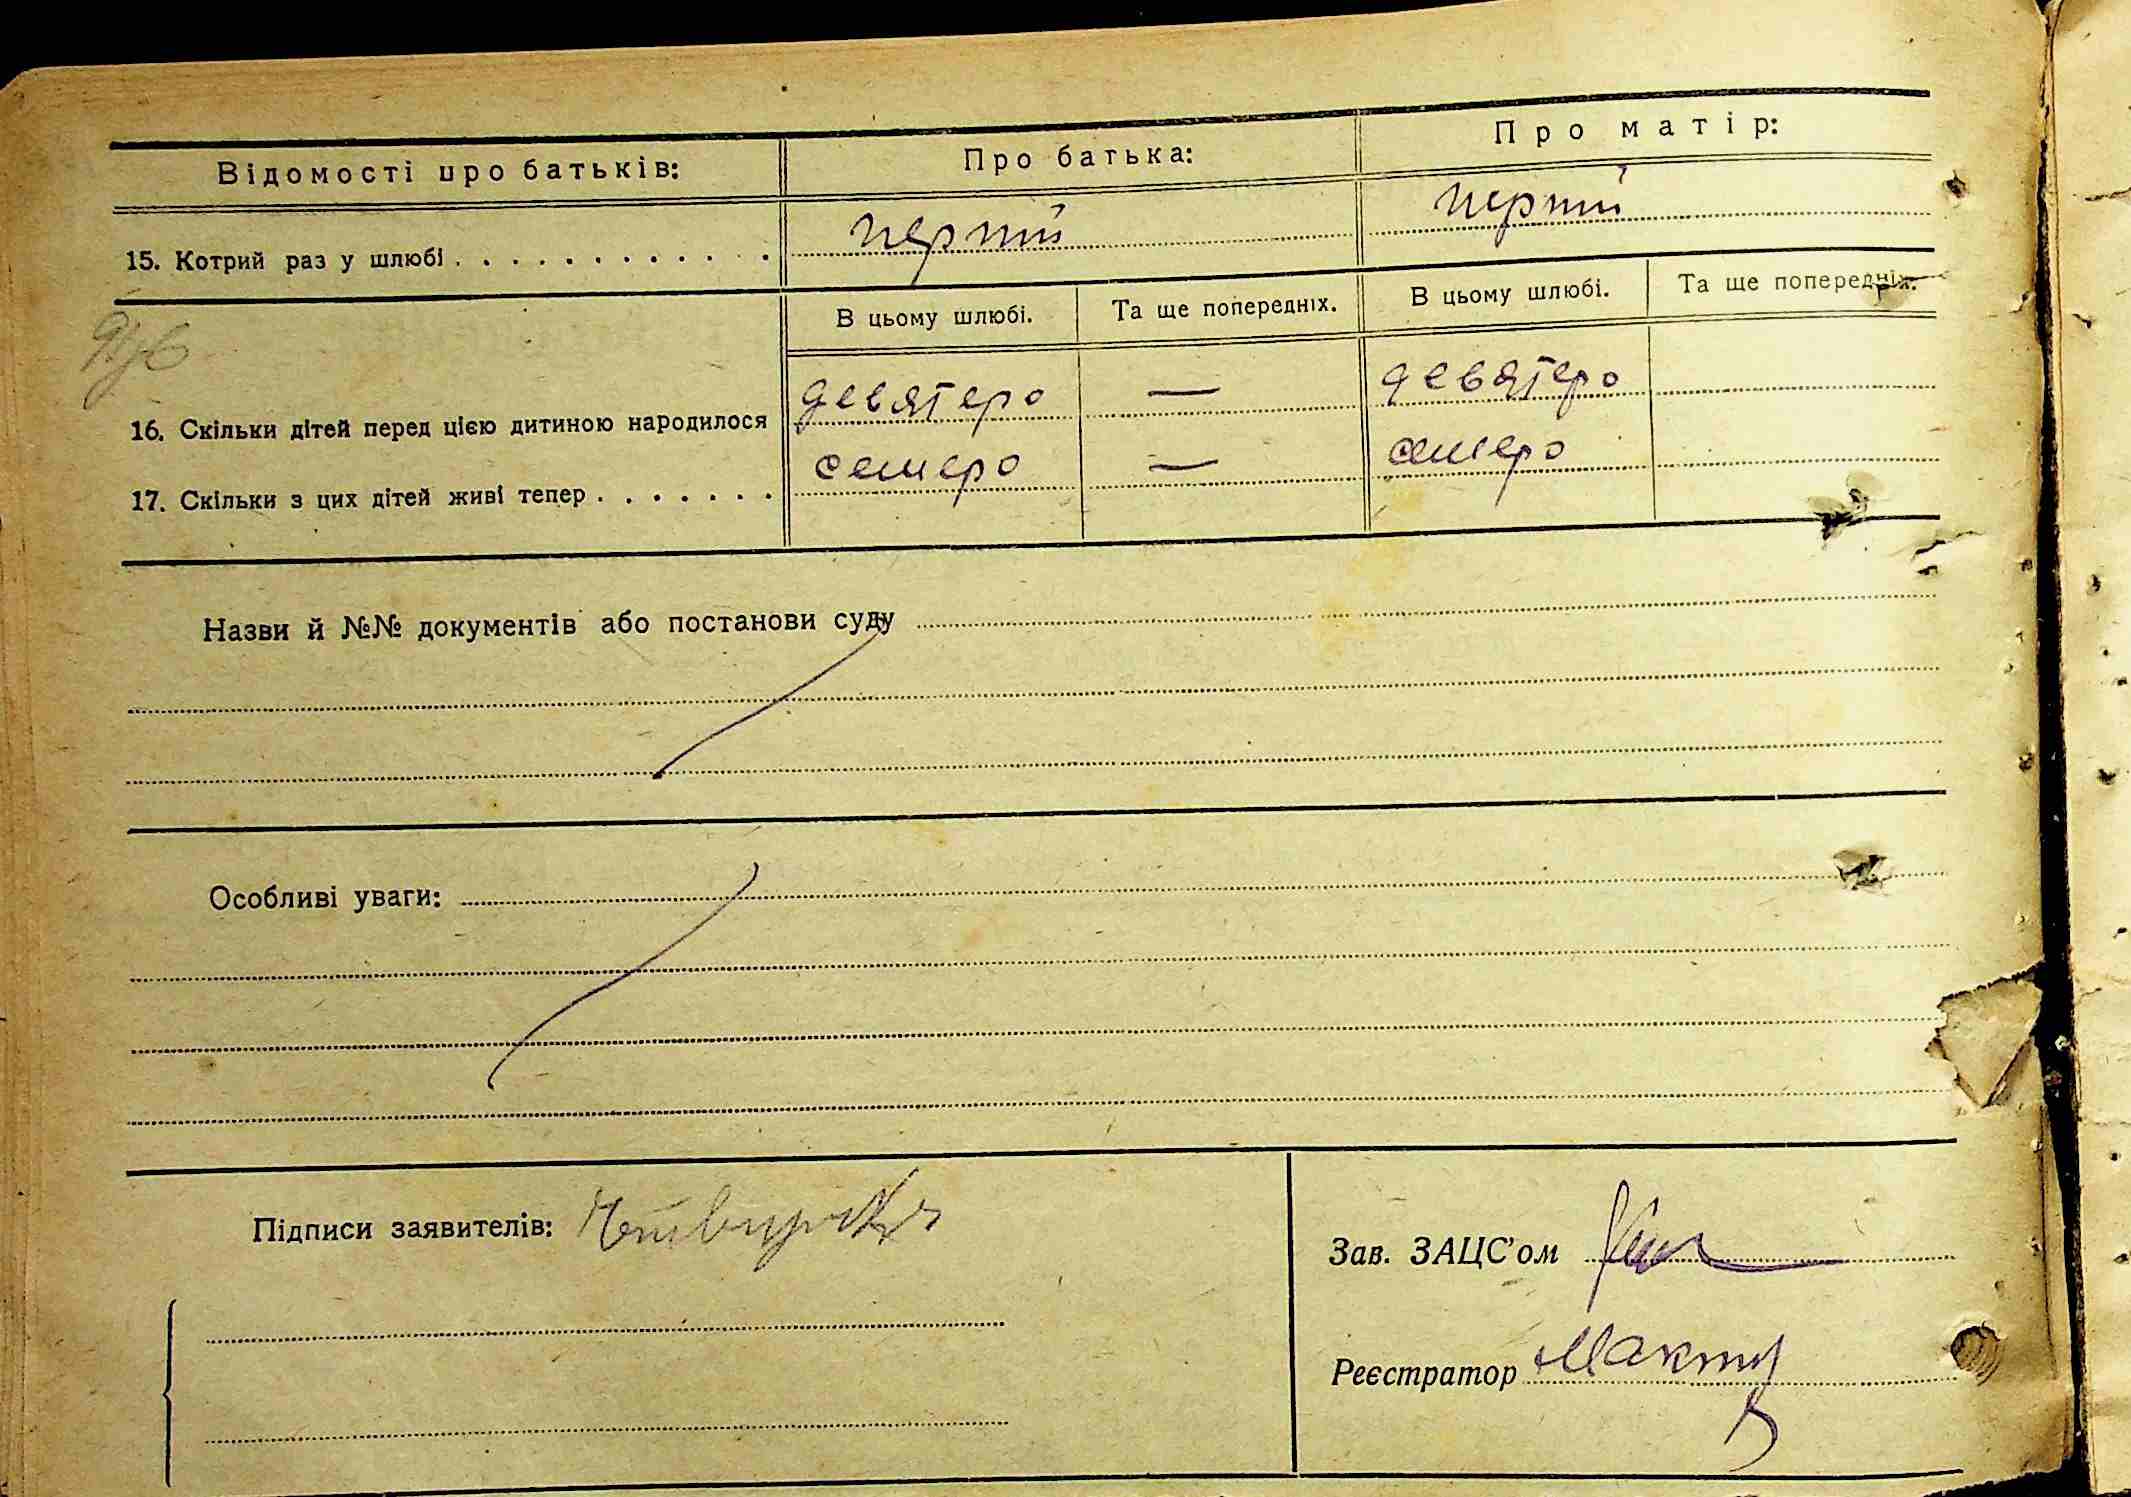 Відомості про батьків: Про батька: Про матір:
15. Котрий раз у шлюбі . . . . . . . . . . . . перший перший
В цьому шлюбі. Та ще попередніх. В цьому шлюбі. Та ще попередніх.
16. Скільки дітей перед цією дитиною народилося девятеро — девятеро
17. Скільки з цих дітей живі тепер . . . . . . . семеро — семеро
Назви й №№ документів або постанови суду
Особливі уваги:
Підписи заявителів:
Зав. ЗАЦС'ом
Реєстратор